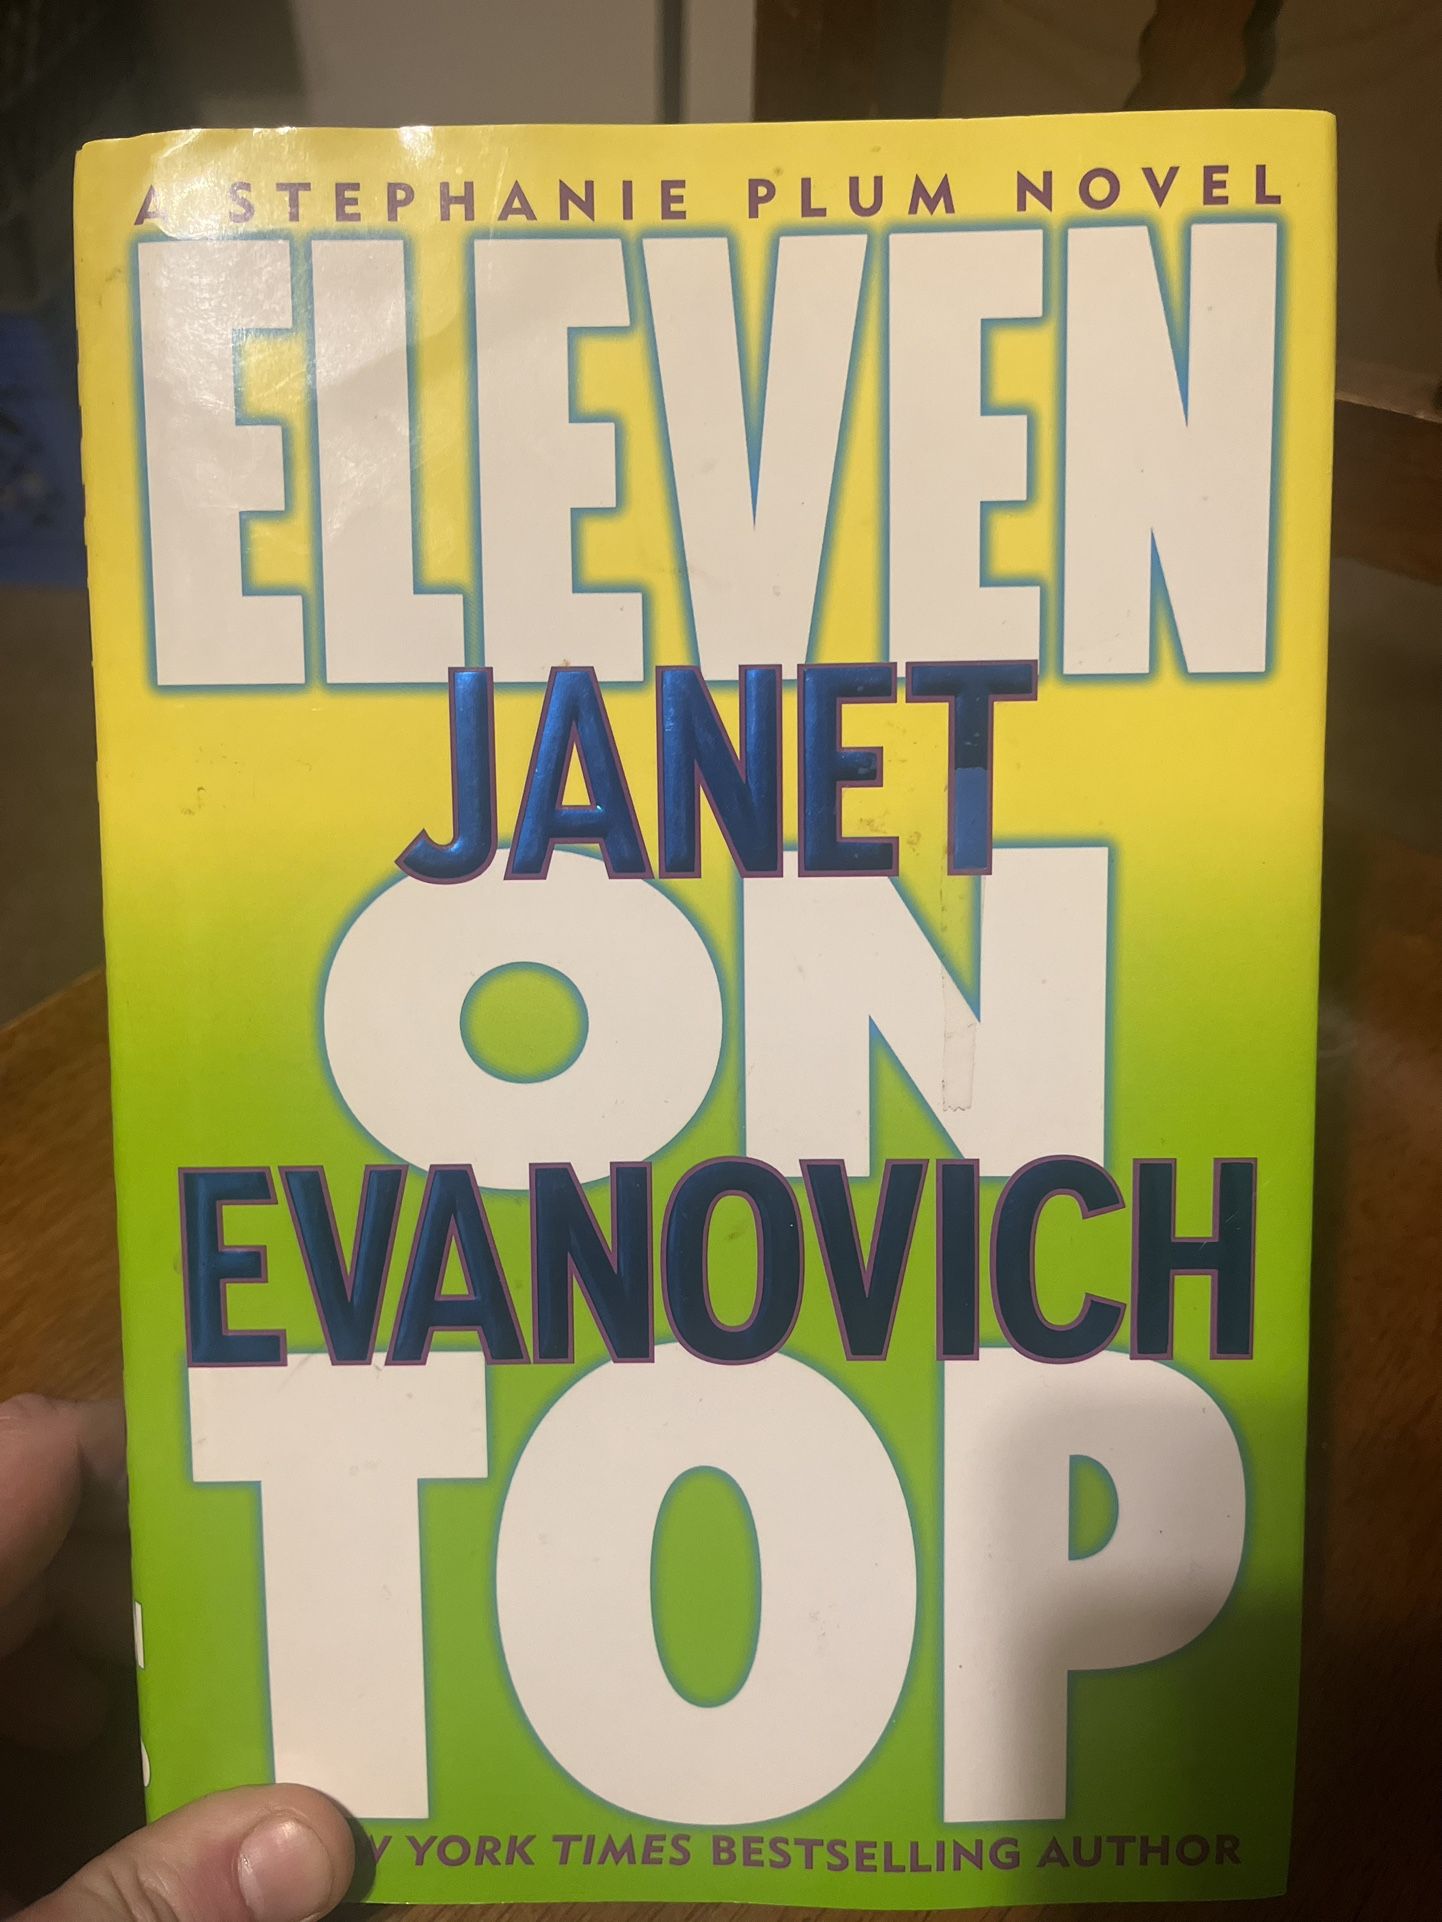 A STEPHANIE PLUM NOVEL
ELEVEN
JANET
ON
EVANOVICH
TOP
YORK TIMES BESTSELLING AUTHOR